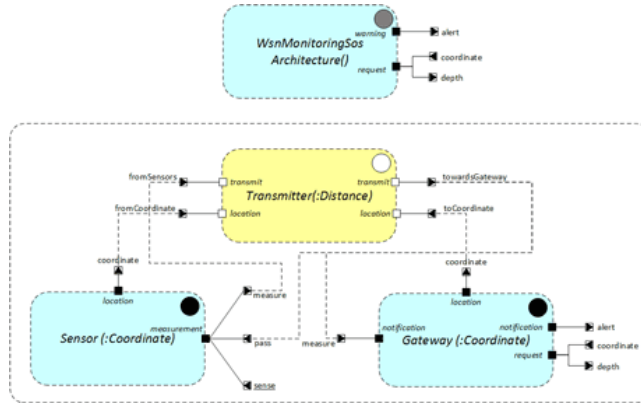 warning
alert
WsnMonitoringSos
Architecture()
coordinate
request
depth
fromSensors
transmit
transmit
towardsGateway
Transmitter(:Distance)
fromCoordinate
location
location
toCoordinate
coordinate
coordinate
location
location
measure
measurement
notification
notification
alert
Sensor (:Coordinate)
pass
measure
Gateway (:Coordinate)
coordinate
request
depth
sense